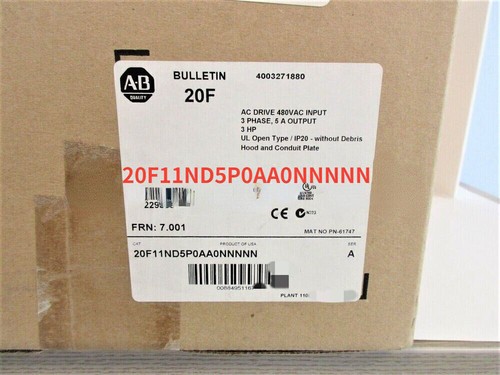 A-B
QUALITY
BULLETIN
20F
4003271880
AC DRIVE 480VAC INPUT
3 PHASE, 5 A OUTPUT
3 HP
UL Open Type / IP20 - without Debris
Hood and Conduit Plate
20F11ND5P0AA0NNNNN
FRN: 7.001
MAT NO PN-61747
CAT
PRODUCT OF USA
SER
20F11ND5P0AA0NNNNN
A
PLANT